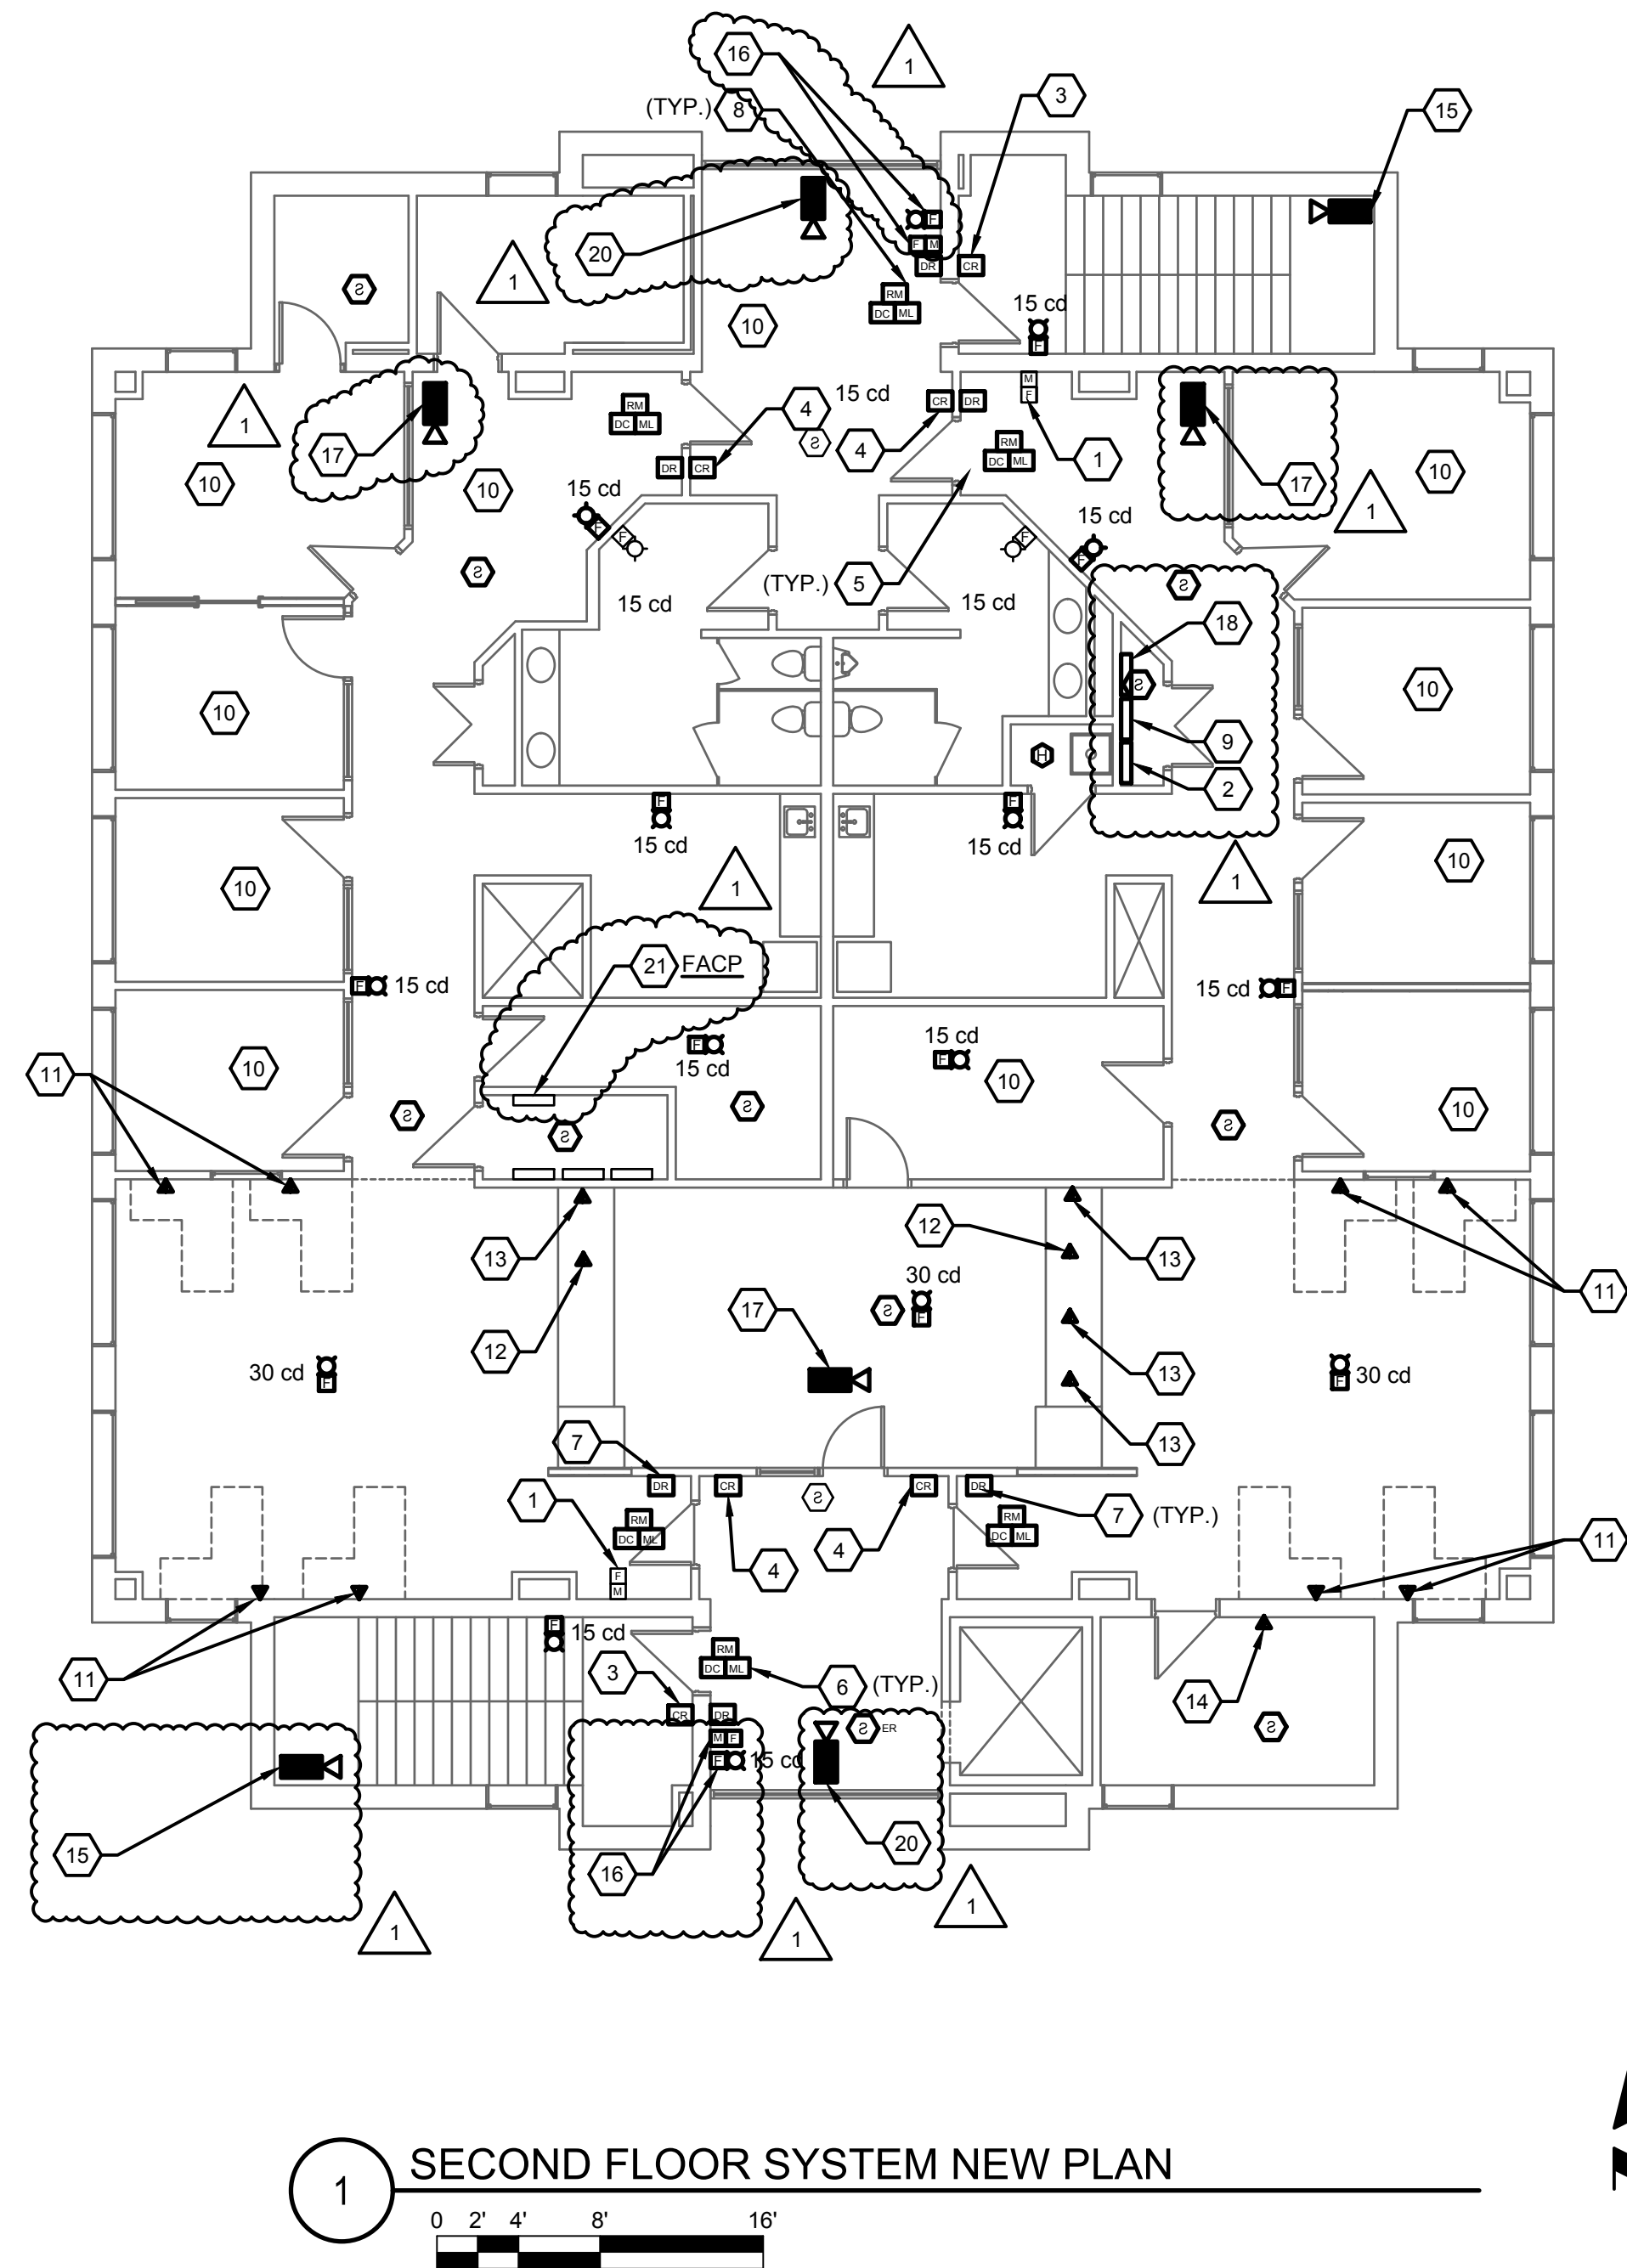 16
1
(TYP.) 8
3
15
20
1
F
F M
DR CR
RM
DC ML
10
15 cd
F
S
1
17
10
10
RM
DC ML
4
15 cd
S
DR CR
CR DR
4
M
F
RM
DC ML
1
17
1
10
15 cd
F
F
15 cd
F
F
S
(TYP.) 5
15 cd
15 cd
S
18
S
9
2
H
10
10
F
15 cd
F
15 cd
1
1
10
10
21 FACP
F 15 cd
15 cd F
F
15 cd
15 cd
F
10
10
10
11
S
S
S
S
13
12
13
11
30 cd
F
S
17
12
13
30 cd
F
F 30 cd
13
7
DR CR
CR DR
7 (TYP.)
S
1
RM
DC ML
RM
DC ML
4
4
F
M
11
11
F
15 cd
RM
DC ML
3
6 (TYP.)
14
CR DR
M F
F 15 cd
S ER
S
15
16
20
1
1
1
1 SECOND FLOOR SYSTEM NEW PLAN
0 2' 4' 8' 16'